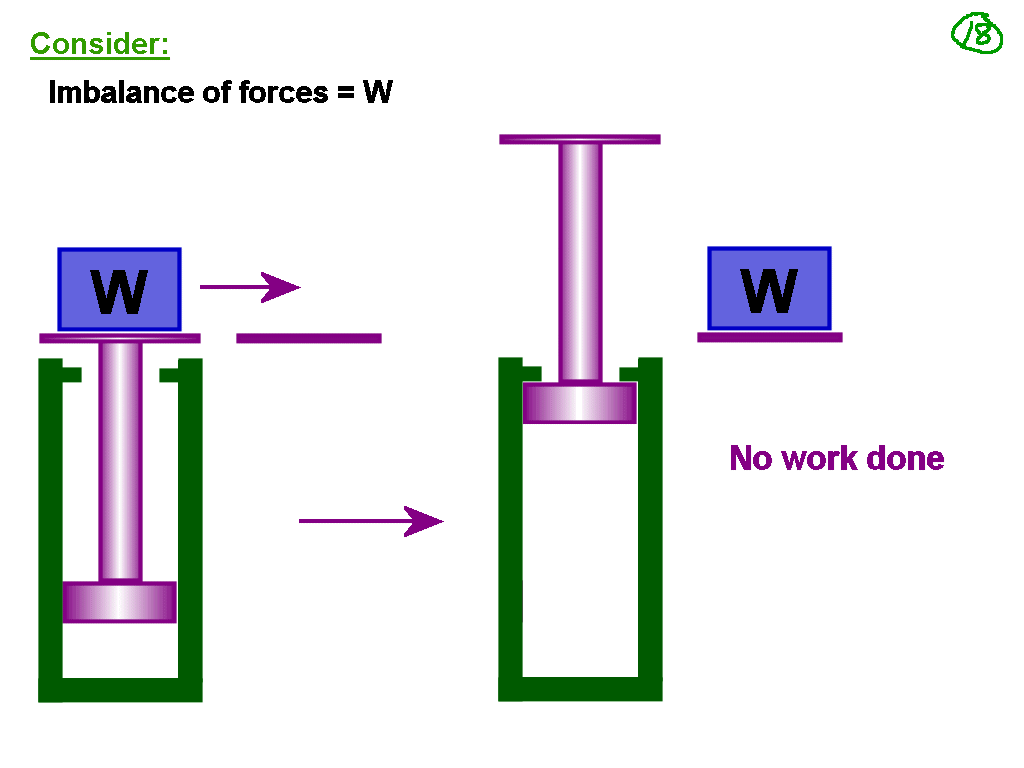 Consider:
18
Imbalance of forces = W
W
W
No work done